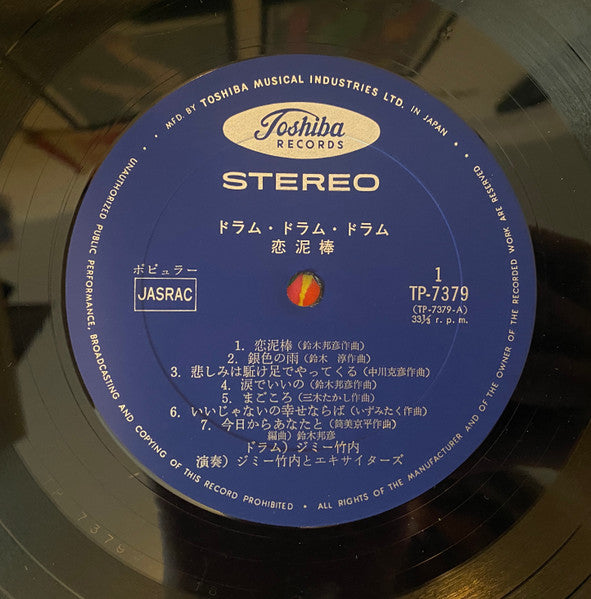 MFD. BY TOSHIBA MUSICAL INDUSTRIES LTD. IN JAPAN
Toshiba
RECORDS
STEREO
ドラム・ドラム・ドラム
恋泥棒
ポピュラー
JASRAC
1
TP-7379
(TP-7379-A)
33⅓ r. p. m.
1. 恋泥棒(鈴木邦彦作曲)
2. 銀色の雨(鈴木 淳作曲)
3. 悲しみは駈け足でやってくる(中川克彦作曲)
4. 涙でいいの(鈴木邦彦作曲)
5. まごころ(三木たかし作曲)
6. いいじゃないの幸せならば(いずみたく作曲)
7. 今日からあなたと(筒美京平作曲)
編曲)鈴木邦彦
ドラム)ジミー竹内
演奏)ジミー竹内とエキサイターズ
UNAUTHORIZED PUBLIC PERFORMANCE, BROADCASTING AND COPYING OF THIS RECORD PROHIBITED • ALL RIGHTS OF THE MANUFACTURER AND OF THE OWNER OF THE RECORDED WORK ARE RESERVED
7379